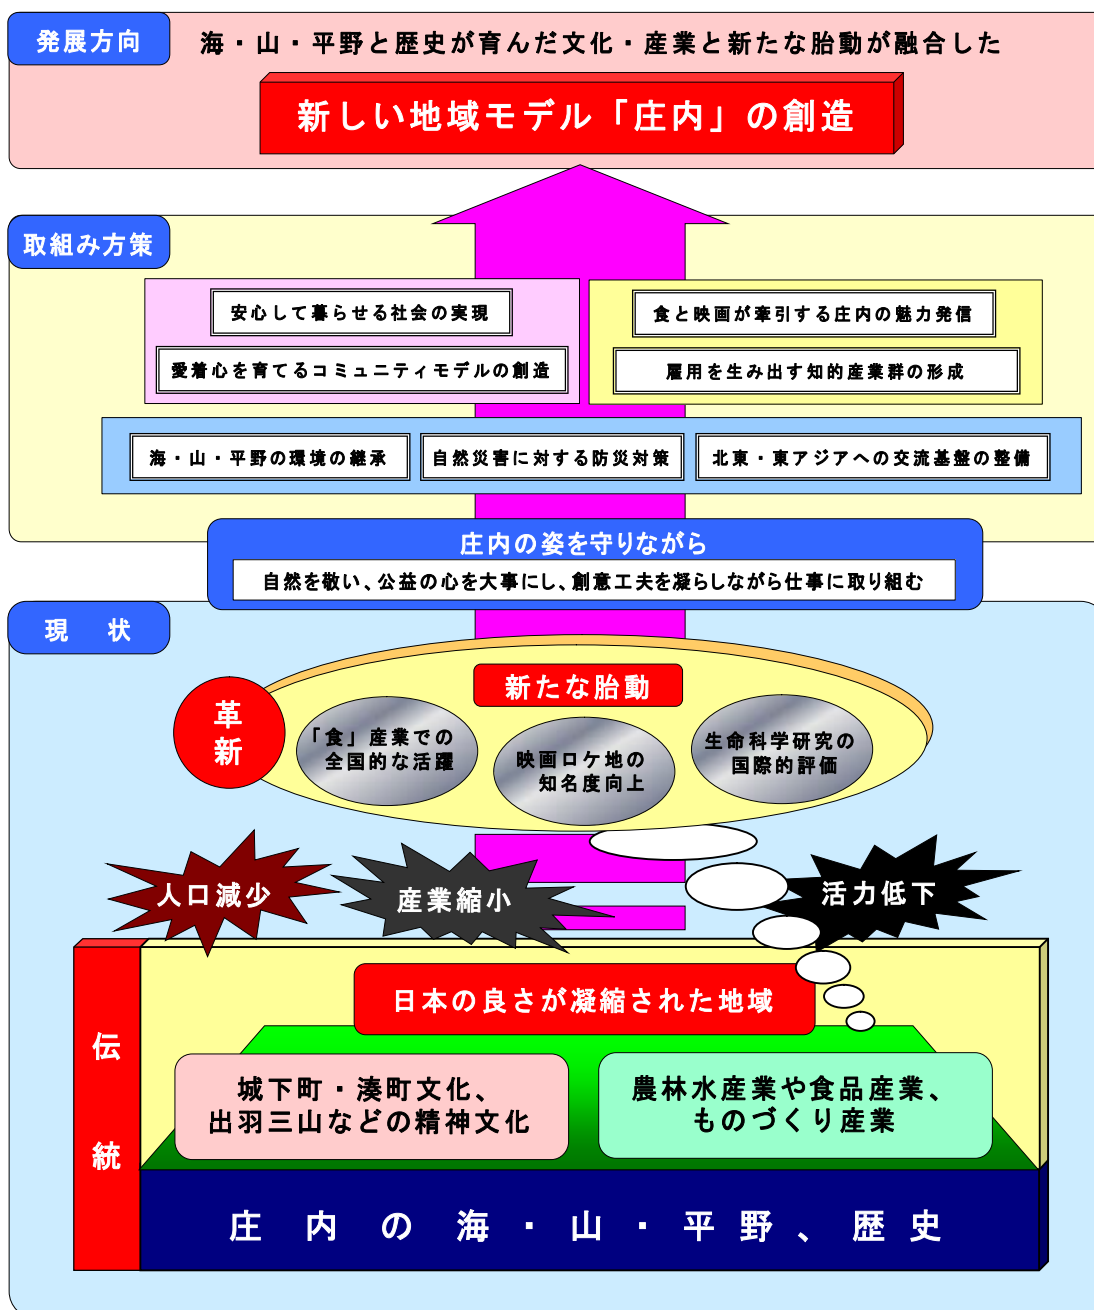 発展方向
海・山・平野と歴史が育んだ文化・産業と新たな胎動が融合した
新しい地域モデル「庄内」の創造
取組み方策
安心して暮らせる社会の実現
愛着心を育てるコミュニティモデルの創造
食と映画が牽引する庄内の魅力発信
雇用を生み出す知的産業群の形成
海・山・平野の環境の継承
自然災害に対する防災対策
北東・東アジアへの交流基盤の整備
庄内の姿を守りながら
自然を敬い、公益の心を大事にし、創意工夫を凝らしながら仕事に取り組む
現 状
新たな胎動
革
新
「食」産業での
全国的な活躍
映画ロケ地の
知名度向上
生命科学研究の
国際的評価
人口減少
産業縮小
活力低下
伝
統
日本の良さが凝縮された地域
城下町・湊町文化、
出羽三山などの精神文化
農林水産業や食品産業、
ものづくり産業
庄内の海・山・平野、歴史